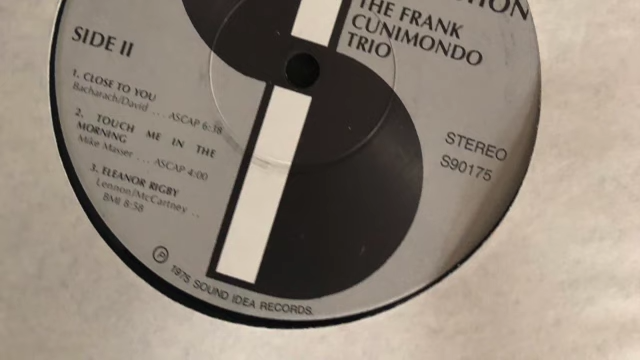 THE FRANK
CUNIMONDO
TRIO
SIDE II
1. CLOSE TO YOU
Bacharach/David ... ASCAP 6:38
2. TOUCH ME IN THE
MORNING
Mike Masser ... ASCAP 4:00
3. ELEANOR RIGBY
Lennon/McCartney ..
BMI 8:58
STEREO
S90175
℗ 1975 SOUND IDEA RECORDS.